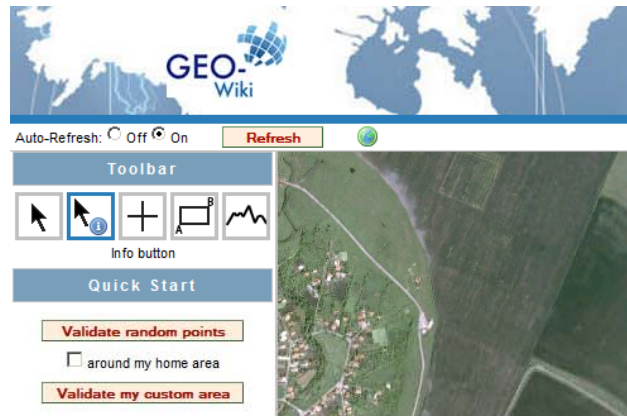 GEO-
Wiki
Auto-Refresh: Off On Refresh
Toolbar
i
A B
Info button
Quick Start
Validate random points
around my home area
Validate my custom area